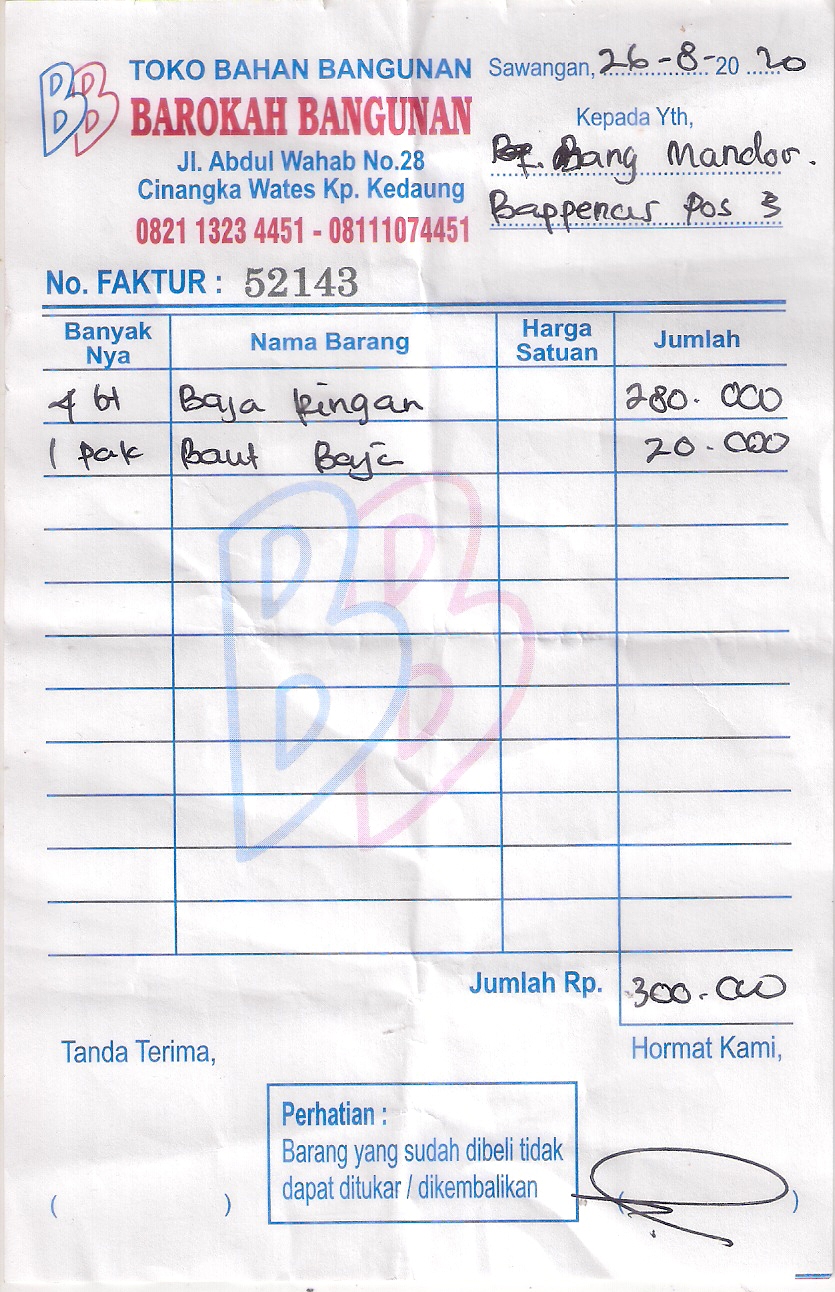 TOKO BAHAN BANGUNAN
BAROKAH BANGUNAN
Jl. Abdul Wahab No.28
Cinangka Wates Kp. Kedaung
0821 1323 4451 - 08111074451
Sawangan, 26-8-20 20
Kepada Yth,
Bang Mandor.
Bappenas Pos 3
No. FAKTUR : 52143
Banyak Nya Nama Barang Harga Satuan Jumlah
4 bt Baja Ringan 280.000
1 Pak Baut Baja 20.000
Jumlah Rp. 300.000
Tanda Terima, Hormat Kami,
Perhatian :
Barang yang sudah dibeli tidak
dapat ditukar / dikembalikan
( ) ( )